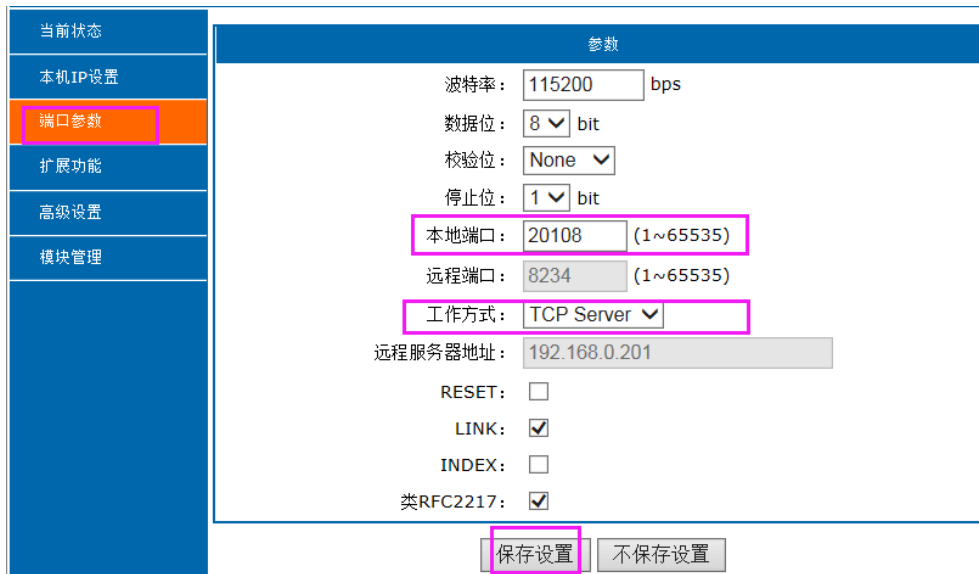 当前状态
本机IP设置
端口参数
扩展功能
高级设置
模块管理
参数
波特率： 115200 bps
数据位： 8 bit
校验位： None
停止位： 1 bit
本地端口： 20108 (1~65535)
远程端口： 8234 (1~65535)
工作方式： TCP Server
远程服务器地址： 192.168.0.201
RESET：
LINK：
INDEX：
类RFC2217：
保存设置 不保存设置